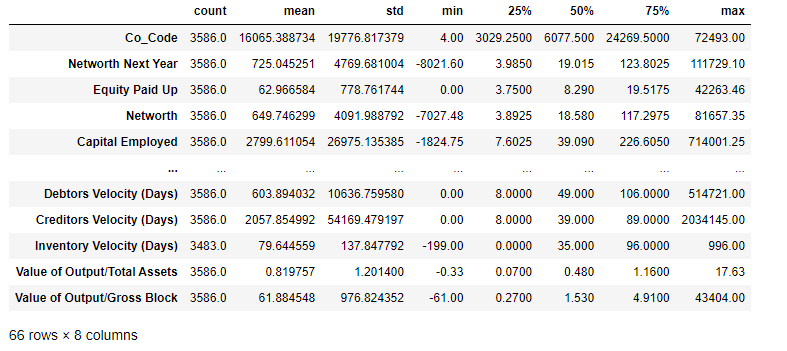 count mean std min 25% 50% 75% max
Co_Code 3586.0 16065.388734 19776.817379 4.00 3029.2500 6077.500 24269.5000 72493.00
Networth Next Year 3586.0 725.045251 4769.681004 -8021.60 3.9850 19.015 123.8025 111729.10
Equity Paid Up 3586.0 62.966584 778.761744 0.00 3.7500 8.290 19.5175 42263.46
Networth 3586.0 649.746299 4091.988792 -7027.48 3.8925 18.580 117.2975 81657.35
Capital Employed 3586.0 2799.611054 26975.135385 -1824.75 7.6025 39.090 226.6050 714001.25
... ... ... ... ... ... ... ... ...
Debtors Velocity (Days) 3586.0 603.894032 10636.759580 0.00 8.0000 49.000 106.0000 514721.00
Creditors Velocity (Days) 3586.0 2057.854992 54169.479197 0.00 8.0000 39.000 89.0000 2034145.00
Inventory Velocity (Days) 3483.0 79.644559 137.847792 -199.00 0.0000 35.000 96.0000 996.00
Value of Output/Total Assets 3586.0 0.819757 1.201400 -0.33 0.0700 0.480 1.1600 17.63
Value of Output/Gross Block 3586.0 61.884548 976.824352 -61.00 0.2700 1.530 4.9100 43404.00
66 rows × 8 columns